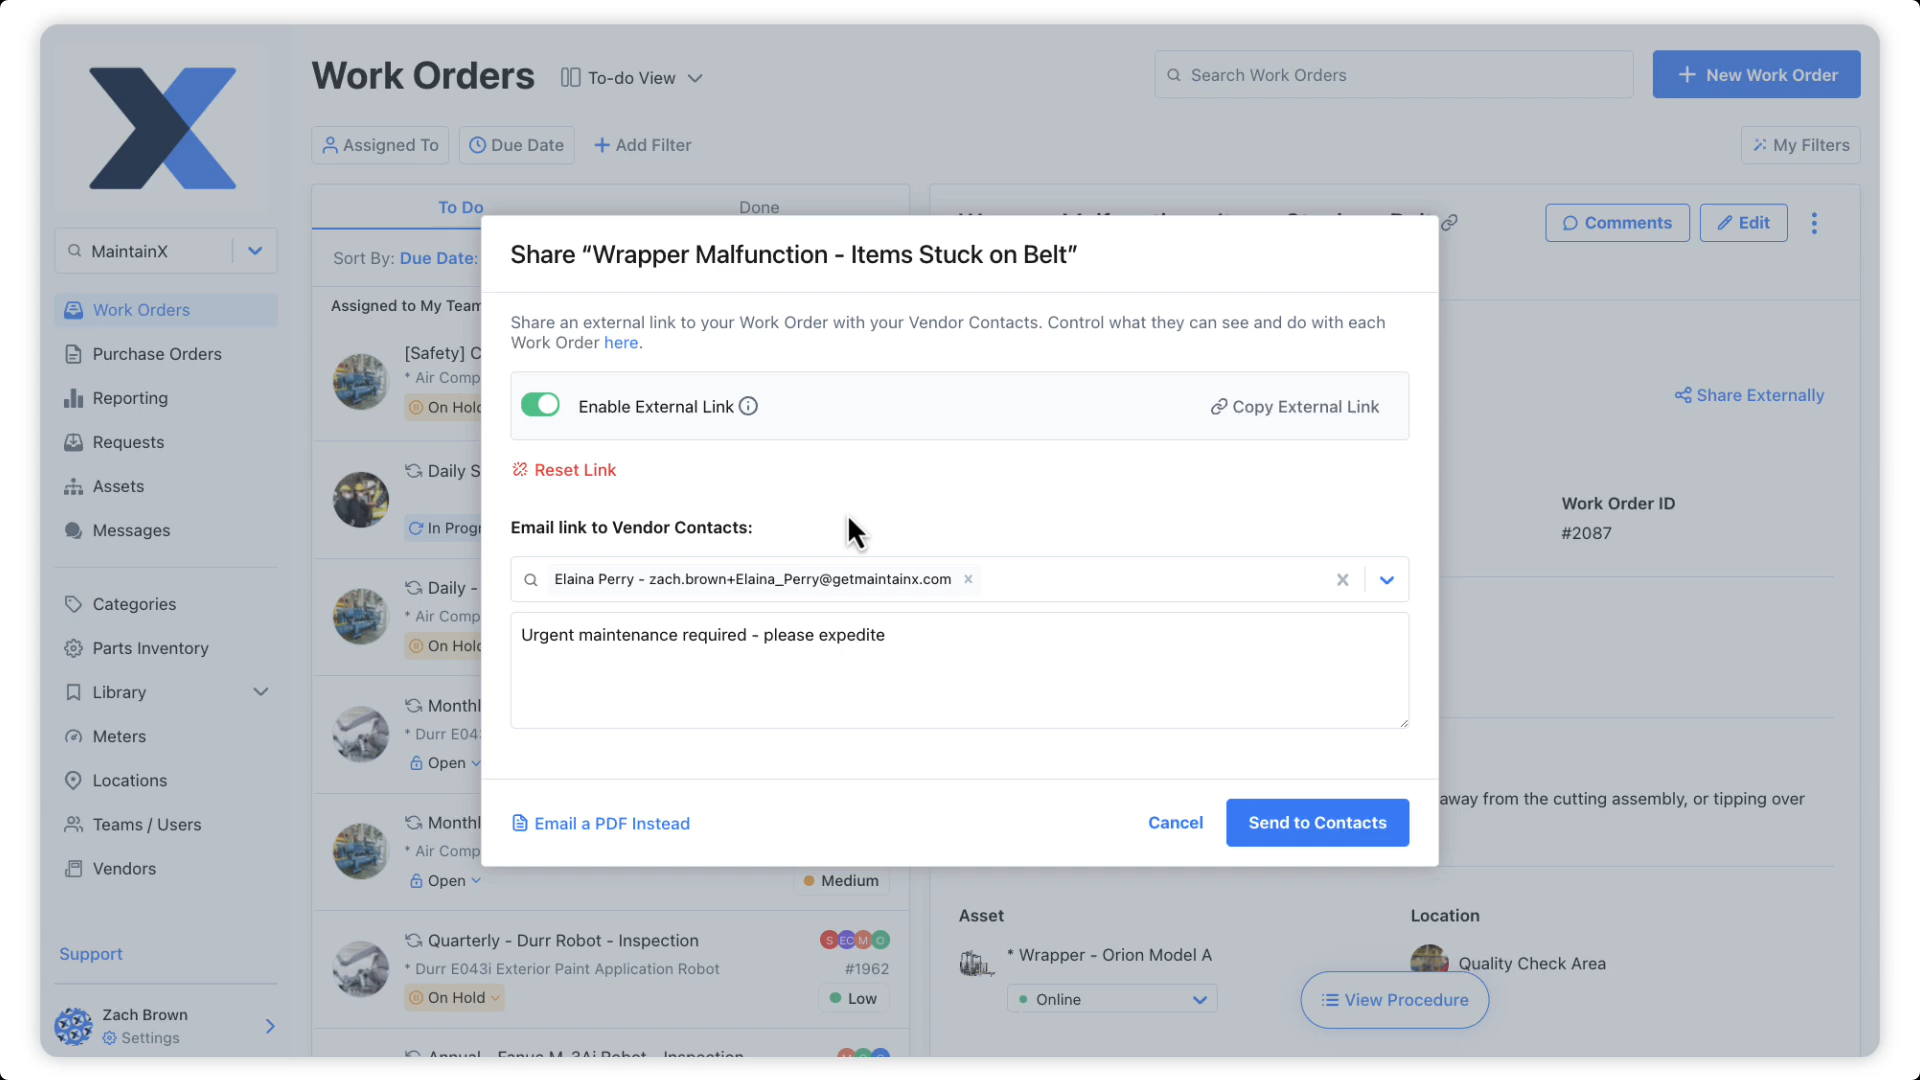 Work Orders
To-do View
Search Work Orders
New Work Order
Assigned To
Due Date
Add Filter
My Filters
MaintainX
Work Orders
Purchase Orders
Reporting
Requests
Assets
Messages
Categories
Parts Inventory
Library
Meters
Locations
Teams / Users
Vendors
Support
Zach Brown
Settings
To Do
Done
Sort By: Due Date:
Assigned to My Team
[Safety] C
* Air Comp
On Hold
Daily S
In Progr
Daily -
* Air Comp
On Hold
Monthl
* Durr E04
Open
Monthl
* Air Comp
Open
Medium
Quarterly - Durr Robot - Inspection
S EC M O
* Durr E043i Exterior Paint Application Robot
#1962
On Hold
Low
Share “Wrapper Malfunction - Items Stuck on Belt”
Share an external link to your Work Order with your Vendor Contacts. Control what they can see and do with each
Work Order here.
Enable External Link
Copy External Link
Reset Link
Email link to Vendor Contacts:
Elaina Perry - zach.brown+Elaina_Perry@getmaintainx.com
Urgent maintenance required - please expedite
Email a PDF Instead
Cancel
Send to Contacts
Comments
Edit
Share Externally
Work Order ID
#2087
away from the cutting assembly, or tipping over
Asset
* Wrapper - Orion Model A
Online
Location
Quality Check Area
View Procedure